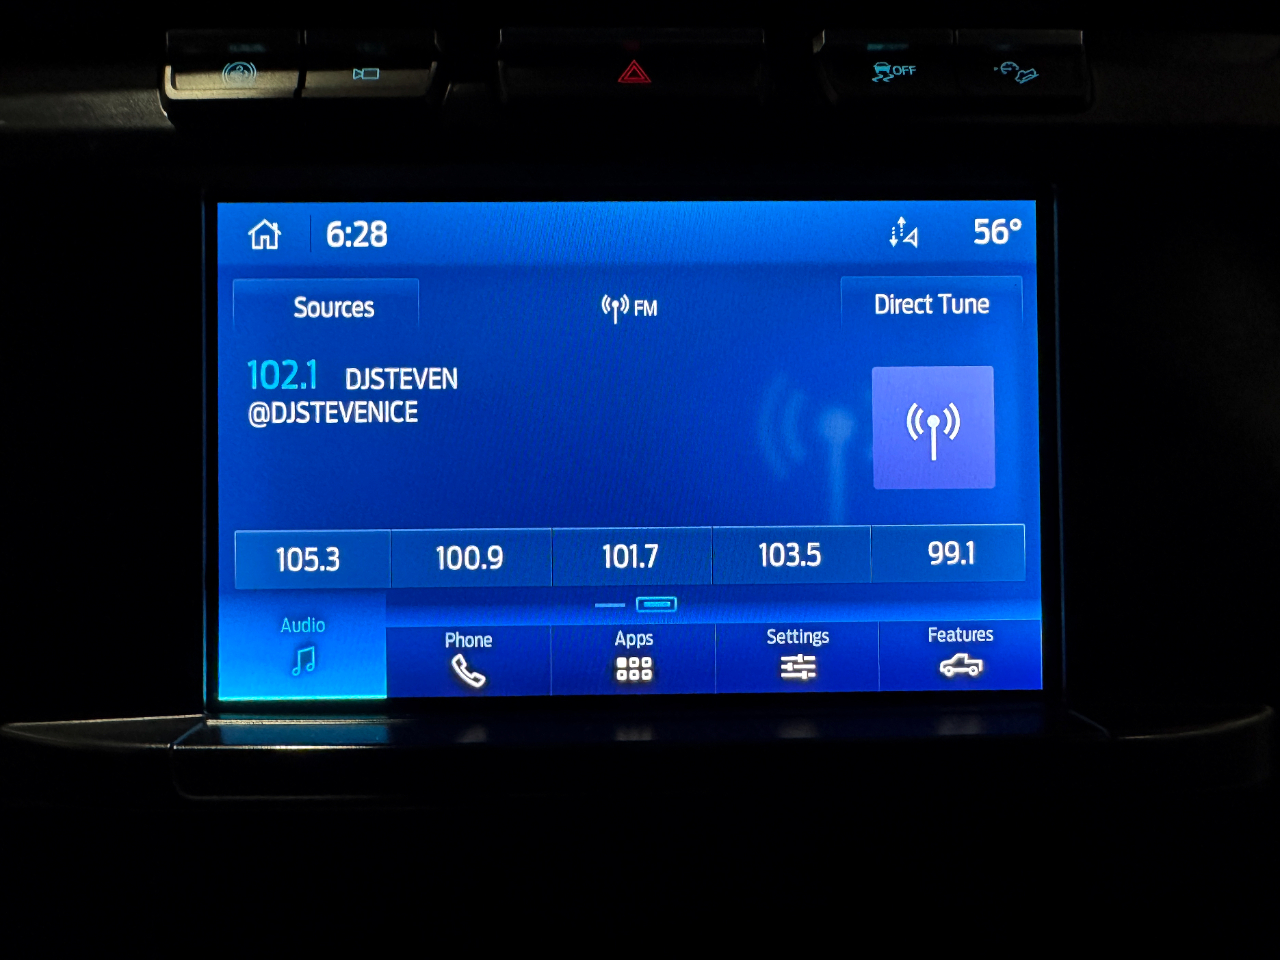 OFF
6:28 56°
Sources FM Direct Tune
102.1 DJSTEVEN
@DJSTEVENICE
105.3 100.9 101.7 103.5 99.1
Audio Phone Apps Settings Features